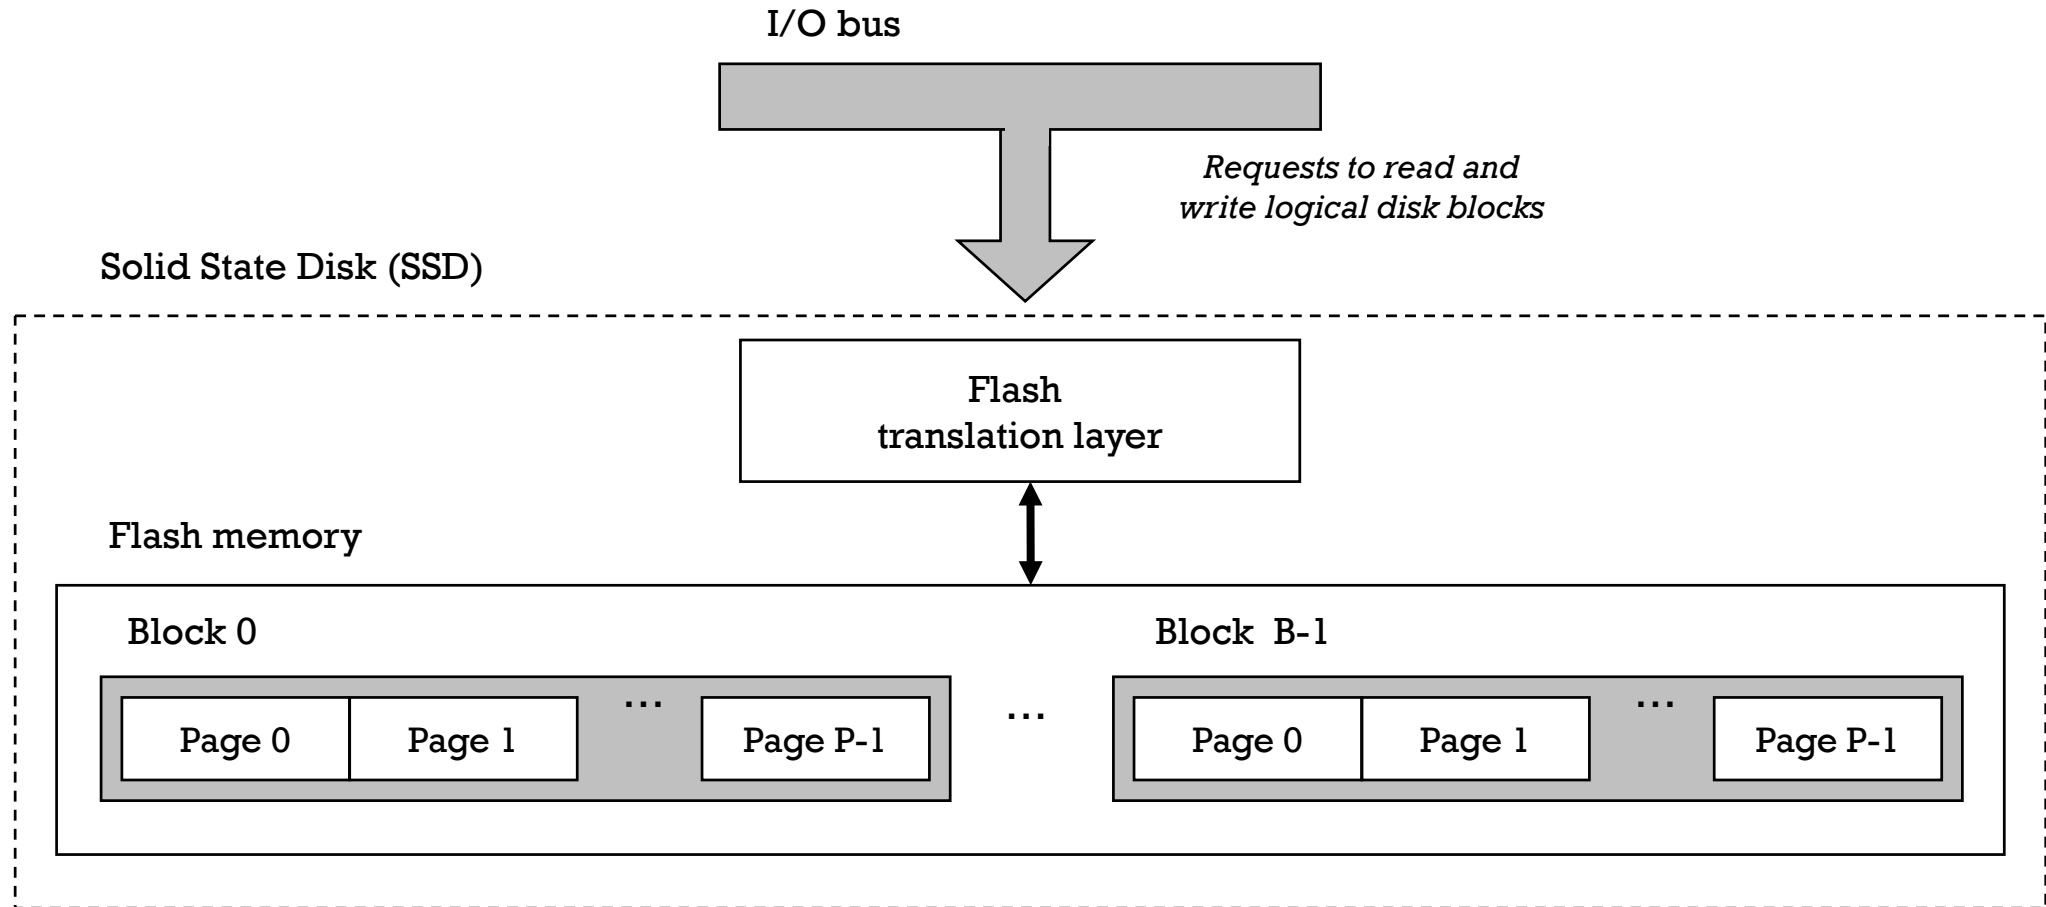 I/O bus
Requests to read and
write logical disk blocks
Solid State Disk (SSD)
Flash
translation layer
Flash memory
Block 0
Block B-1
Page 0
Page 1
...
Page P-1
...
Page 0
Page 1
...
Page P-1